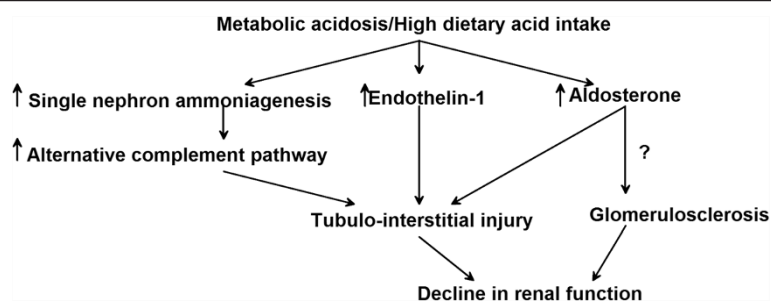 Metabolic acidosis/High dietary acid intake
↑ Single nephron ammoniagenesis ↑ Endothelin-1 ↑ Aldosterone
↑ Alternative complement pathway ?
Tubulo-interstitial injury Glomerulosclerosis
Decline in renal function